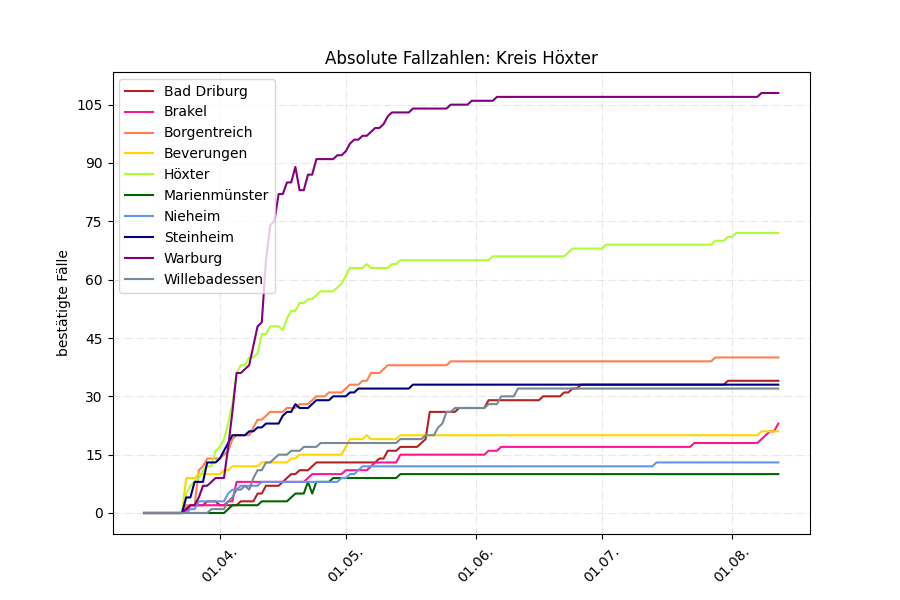 Absolute Fallzahlen: Kreis Höxter
bestätigte Fälle
105
90
75
60
45
30
15
0
Bad Driburg
Brakel
Borgentreich
Beverungen
Höxter
Marienmünster
Nieheim
Steinheim
Warburg
Willebadessen
01.04.
01.05.
01.06.
01.07.
01.08.